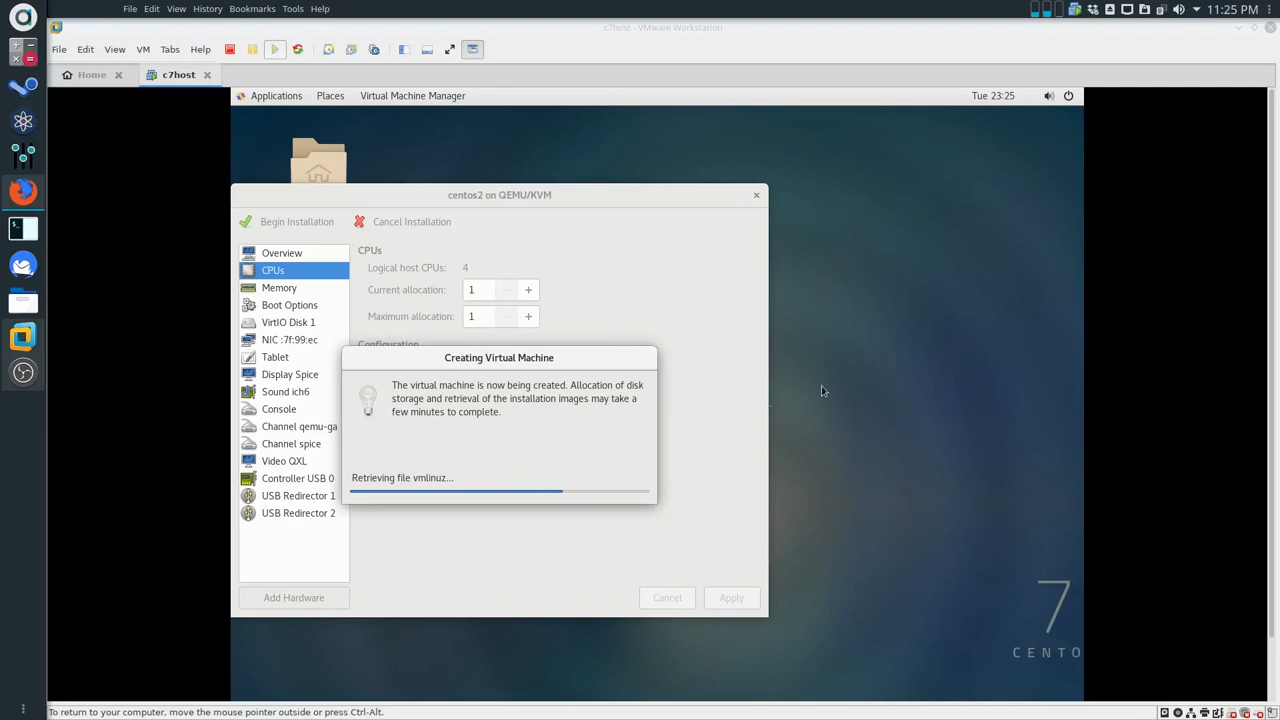 File Edit View History Bookmarks Tools Help
11:25 PM
c7host - VMware Workstation
File Edit View VM Tabs Help
Home
c7host
Applications Places Virtual Machine Manager
Tue 23:25
centos2 on QEMU/KVM
Begin Installation
Cancel Installation
Overview
CPUs
Memory
Boot Options
VirtIO Disk 1
NIC :7f:99:ec
Tablet
Display Spice
Sound ich6
Console
Channel qemu-ga
Channel spice
Video QXL
Controller USB 0
USB Redirector 1
USB Redirector 2
Add Hardware
CPUs
Logical host CPUs: 4
Current allocation: 1
Maximum allocation: 1
Configuration
Creating Virtual Machine
The virtual machine is now being created. Allocation of disk
storage and retrieval of the installation images may take a
few minutes to complete.
Retrieving file vmlinuz...
Cancel
Apply
7
CENTO
To return to your computer, move the mouse pointer outside or press Ctrl-Alt.